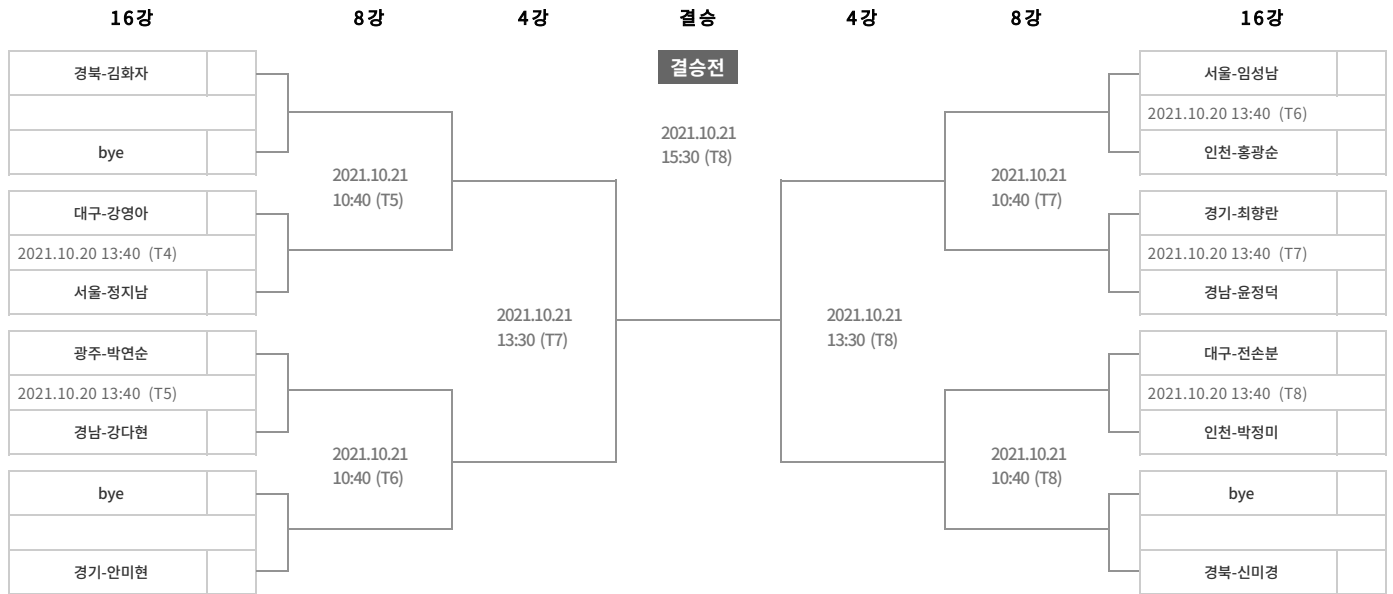 16강 8강 4강 결승 4강 8강 16강
결승전
2021.10.21
15:30 (T8)
경북-김화자
bye
대구-강영아
2021.10.20 13:40 (T4)
서울-정지남
광주-박연순
2021.10.20 13:40 (T5)
경남-강다현
bye
경기-안미현
2021.10.21
10:40 (T5)
2021.10.21
10:40 (T6)
2021.10.21
13:30 (T7)
2021.10.21
13:30 (T8)
2021.10.21
10:40 (T7)
2021.10.21
10:40 (T8)
서울-임성남
2021.10.20 13:40 (T6)
인천-홍광순
경기-최향란
2021.10.20 13:40 (T7)
경남-윤정덕
대구-전손분
2021.10.20 13:40 (T8)
인천-박정미
bye
경북-신미경